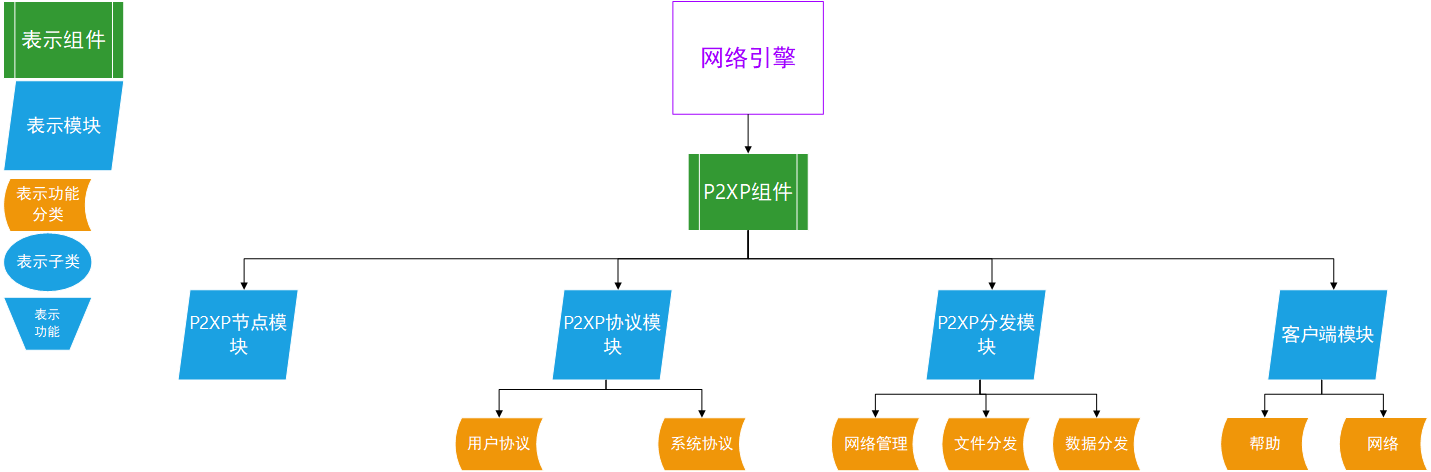 表示组件
表示模块
表示功能
分类
表示子类
表示
功能
网络引擎
P2XP组件
P2XP节点模
块
P2XP协议模
块
P2XP分发模
块
客户端模块
用户协议
系统协议
网络管理
文件分发
数据分发
帮助
网络